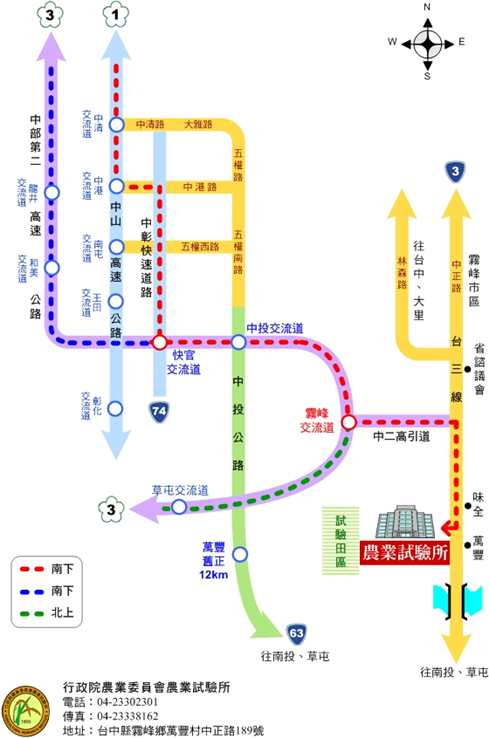 3
1
N
W
E
S
中部第二高速公路
中清交流道
中清路
大雅路
五權路
3
龍井交流道
中港交流道
中港路
中山高速公路
中彰快速道路
五權南路
林森路
往台中、大里
中正路
霧峰市區
和美交流道
南屯交流道
五權西路
王田交流道
台三線
省諮議會
快官交流道
中投交流道
中投公路
彰化交流道
74
霧峰交流道
中二高引道
3
草屯交流道
試驗田區
農業試驗所
味全
萬豐
萬豐
舊正
12km
南下
南下
北上
63
往南投、草屯
往南投、草屯
行政院農業委員會農業試驗所
電話：04-23302301
傳真：04-23338162
地址：台中縣霧峰鄉萬豐村中正路189號